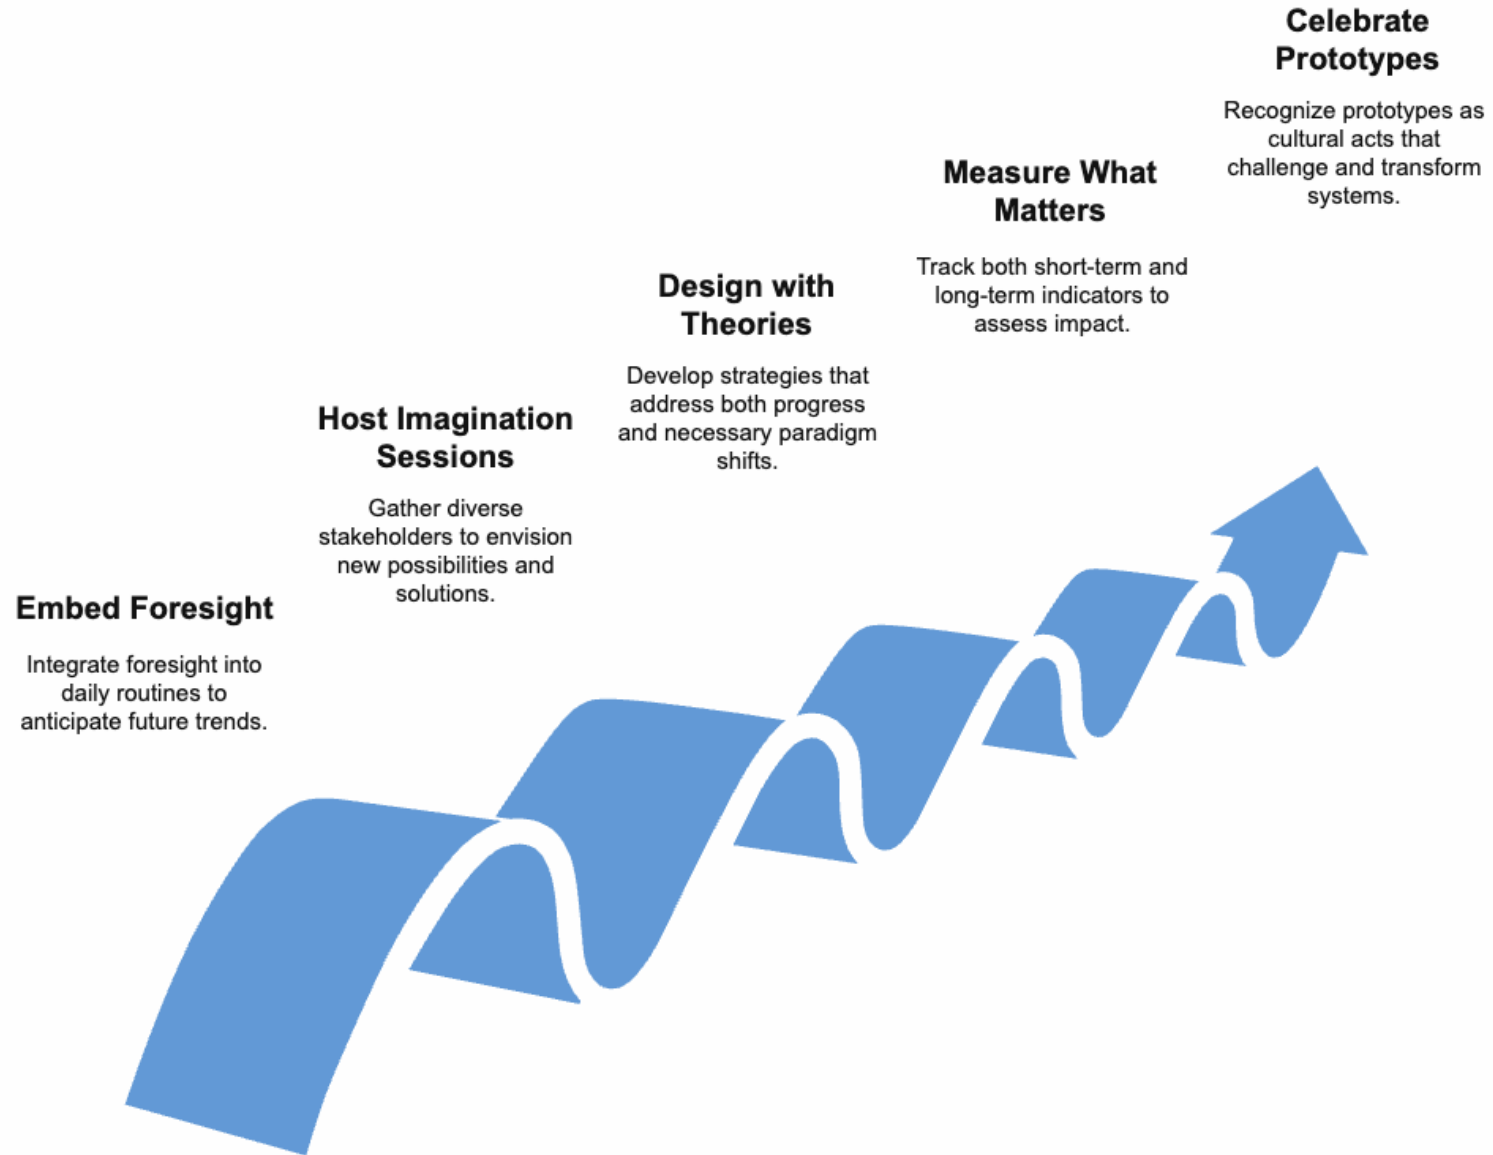 Embed Foresight
Integrate foresight into
daily routines to
anticipate future trends.
Host Imagination
Sessions
Gather diverse
stakeholders to envision
new possibilities and
solutions.
Design with
Theories
Develop strategies that
address both progress
and necessary paradigm
shifts.
Measure What
Matters
Track both short-term and
long-term indicators to
assess impact.
Celebrate
Prototypes
Recognize prototypes as
cultural acts that
challenge and transform
systems.